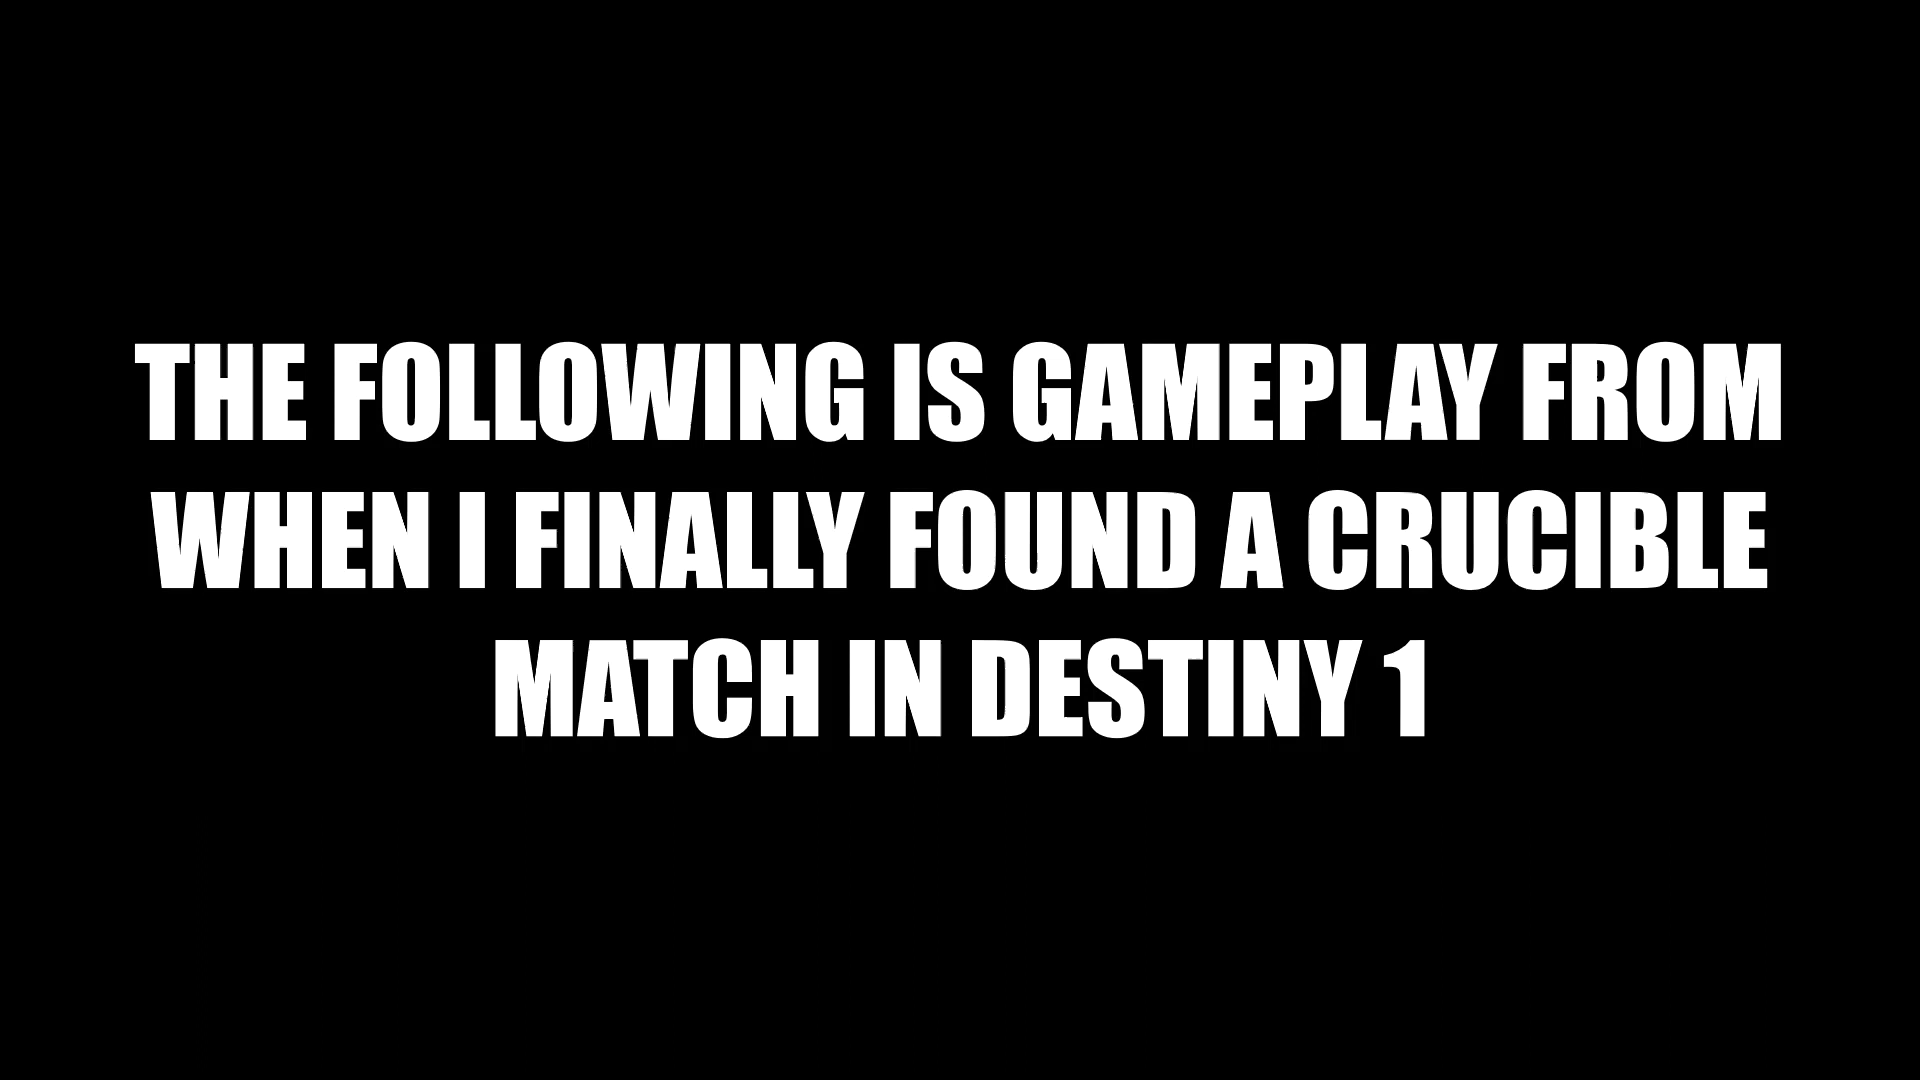 THE FOLLOWING IS GAMEPLAY FROM
WHEN I FINALLY FOUND A CRUCIBLE
MATCH IN DESTINY 1